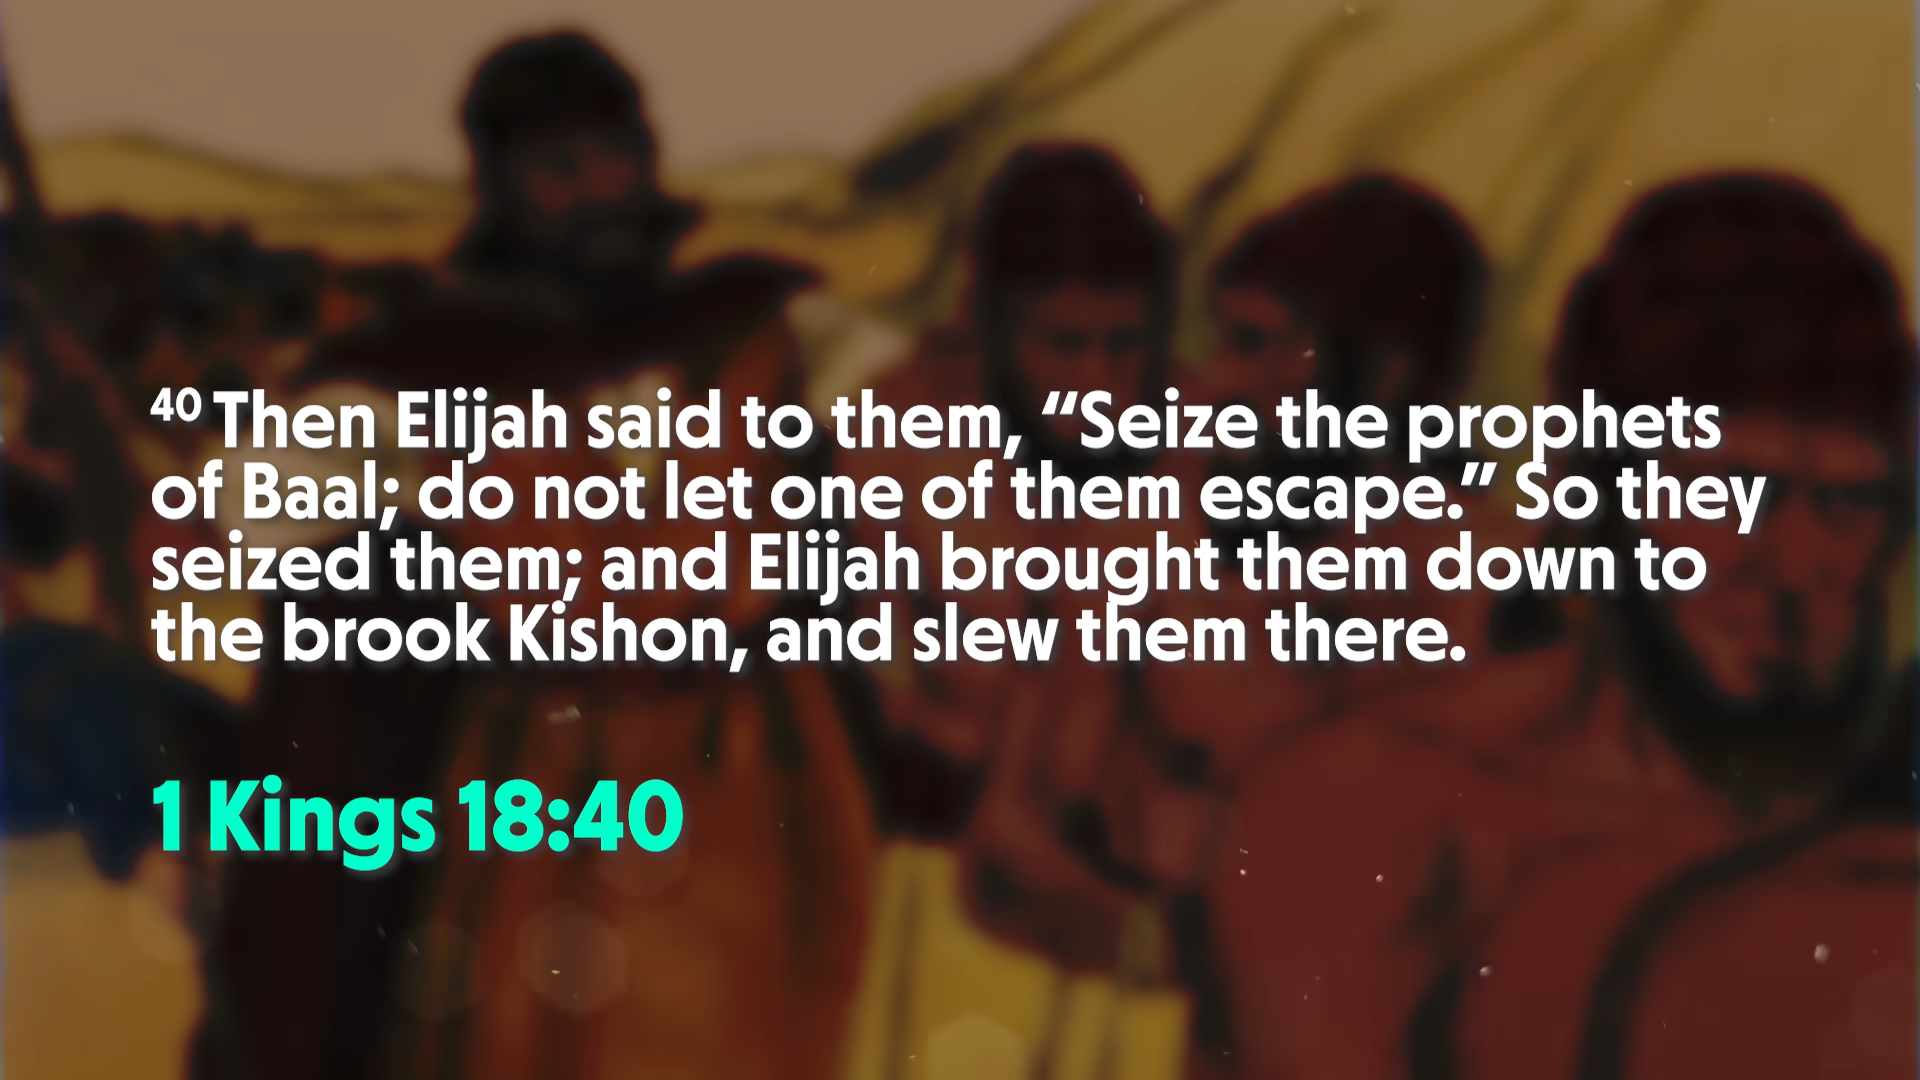 40 Then Elijah said to them, “Seize the prophets
of Baal; do not let one of them escape.” So they
seized them; and Elijah brought them down to
the brook Kishon, and slew them there.
1 Kings 18:40